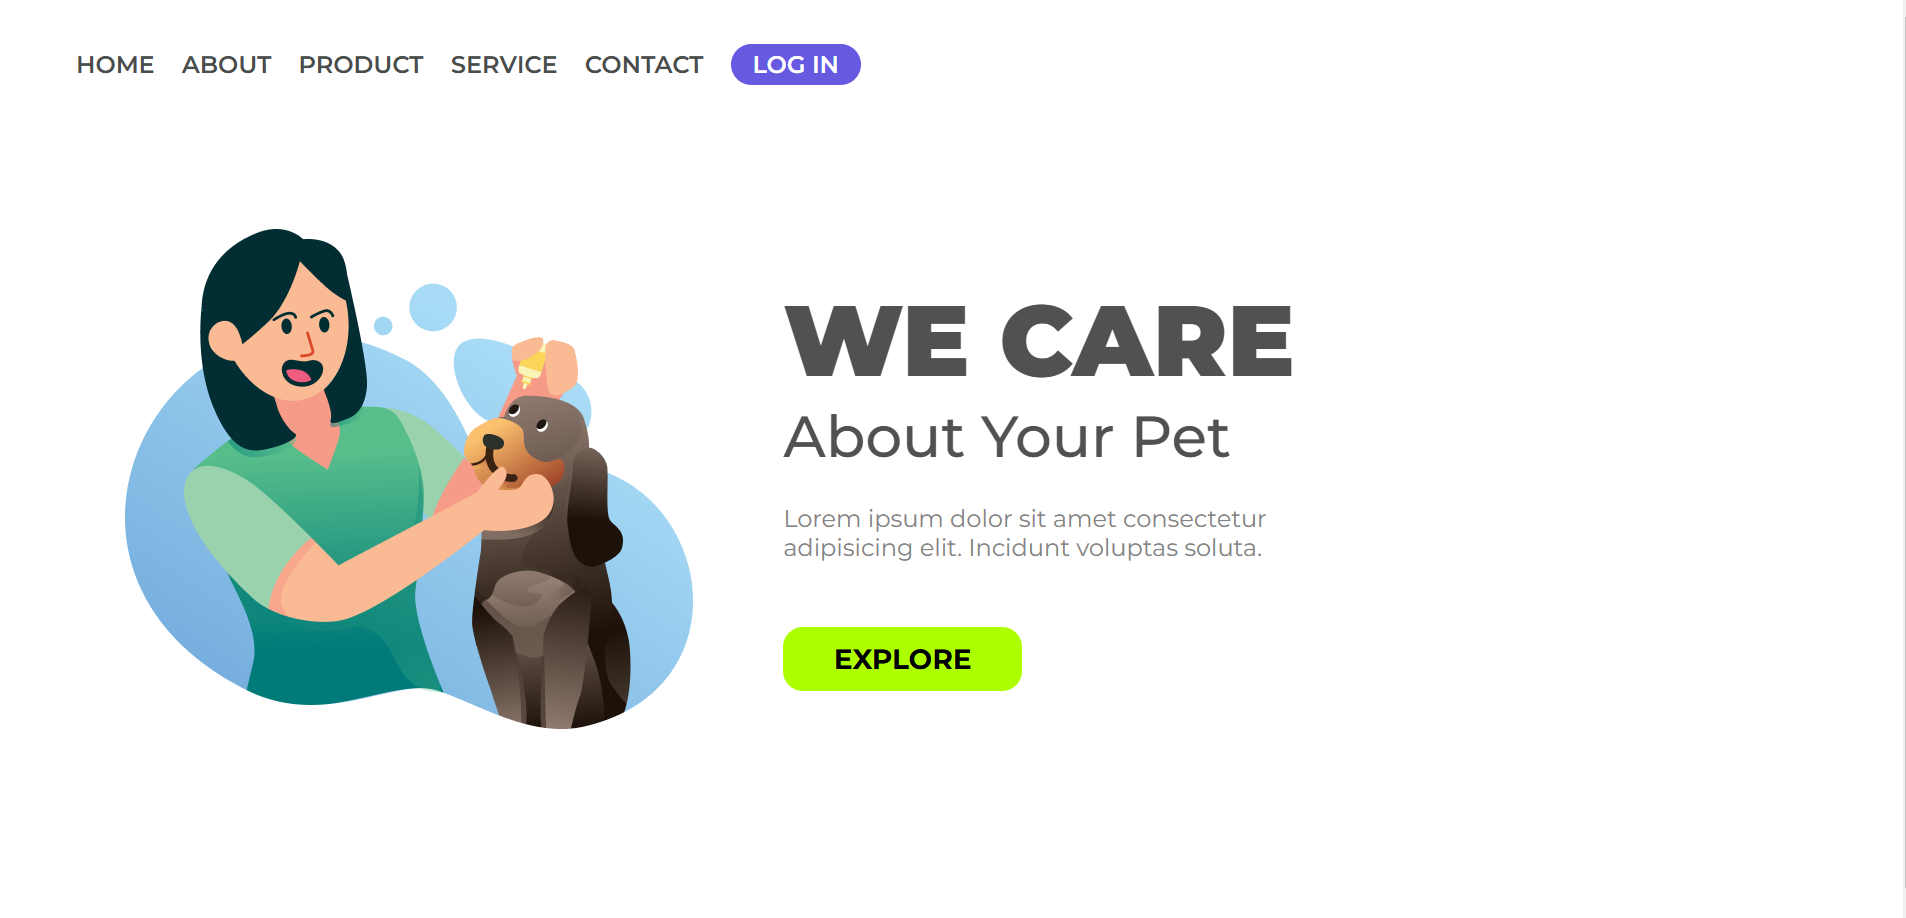 HOME ABOUT PRODUCT SERVICE CONTACT LOG IN
WE CARE
About Your Pet
Lorem ipsum dolor sit amet consectetur
adipisicing elit. Incidunt voluptas soluta.
EXPLORE